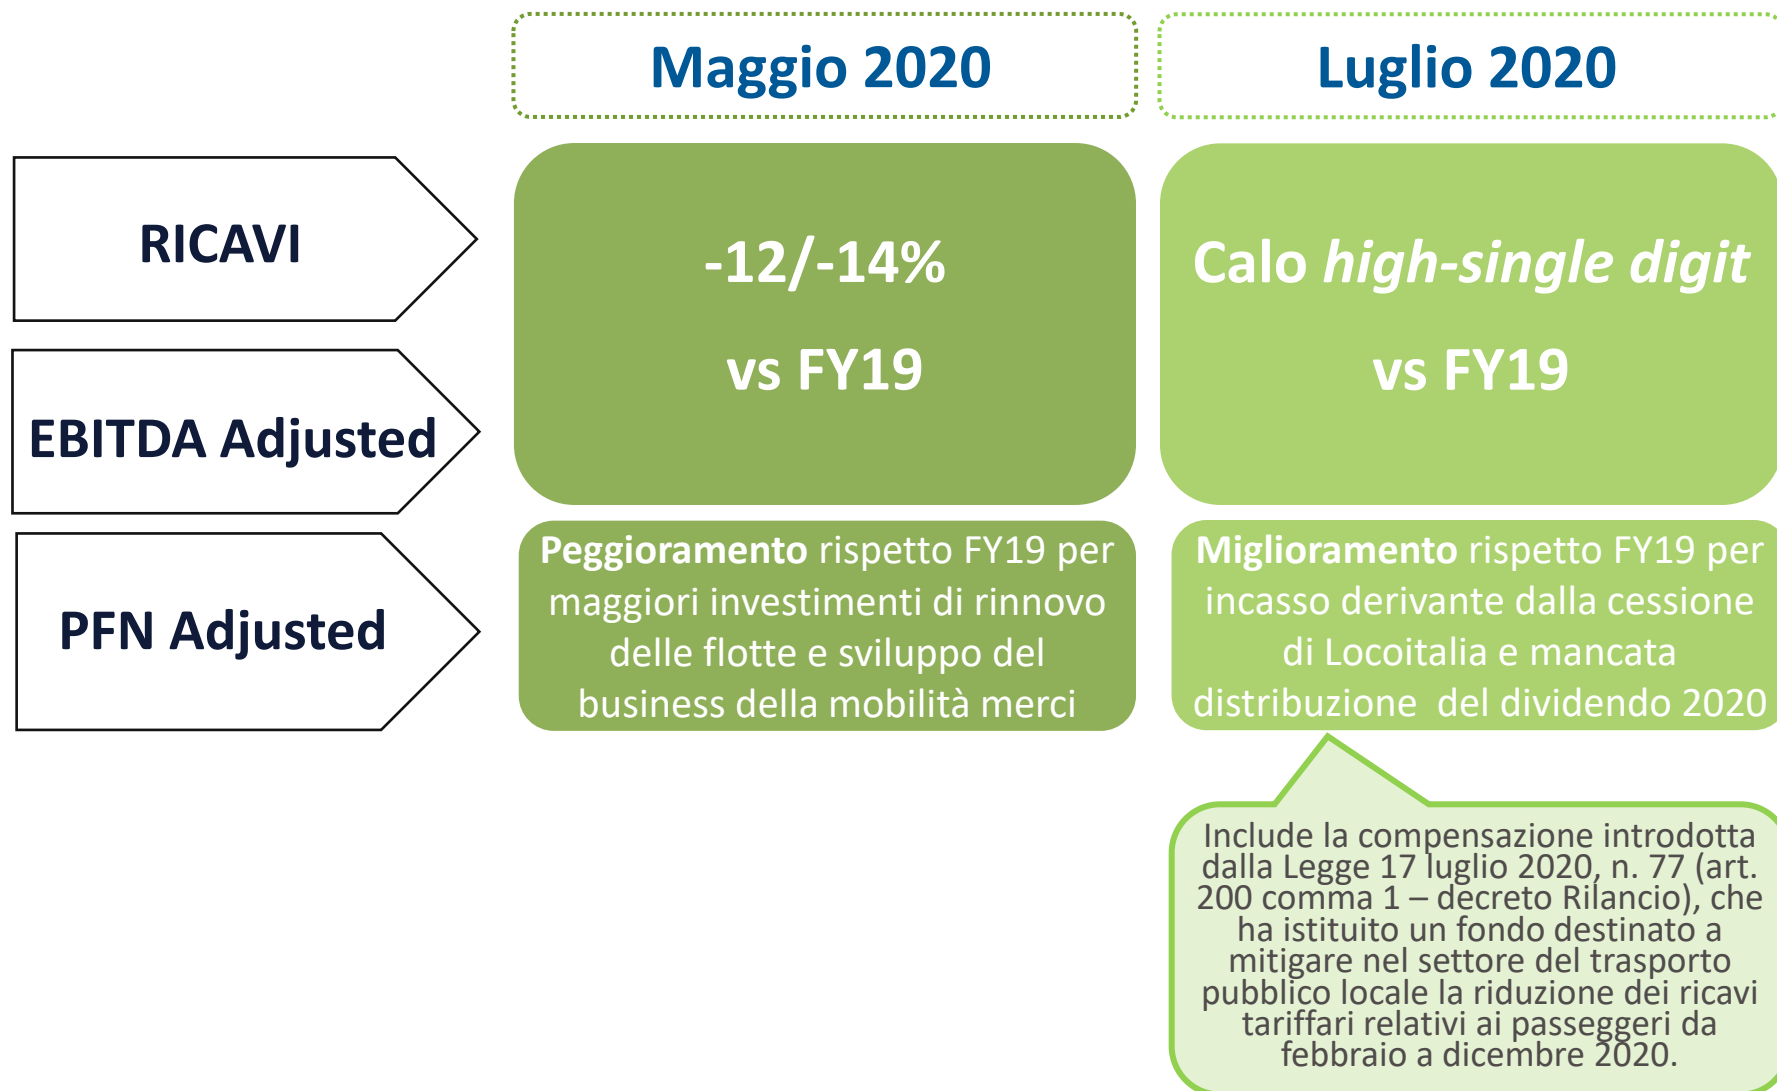 Maggio 2020
Luglio 2020
RICAVI
EBITDA Adjusted
PFN Adjusted
-12/-14%
vs FY19
Calo high-single digit
vs FY19
Peggioramento rispetto FY19 per
maggiori investimenti di rinnovo
delle flotte e sviluppo del
business della mobilità merci
Miglioramento rispetto FY19 per
incasso derivante dalla cessione
di Locoitalia e mancata
distribuzione del dividendo 2020
Include la compensazione introdotta
dalla Legge 17 luglio 2020, n. 77 (art.
200 comma 1 – decreto Rilancio), che
ha istituito un fondo destinato a
mitigare nel settore del trasporto
pubblico locale la riduzione dei ricavi
tariffari relativi ai passeggeri da
febbraio a dicembre 2020.